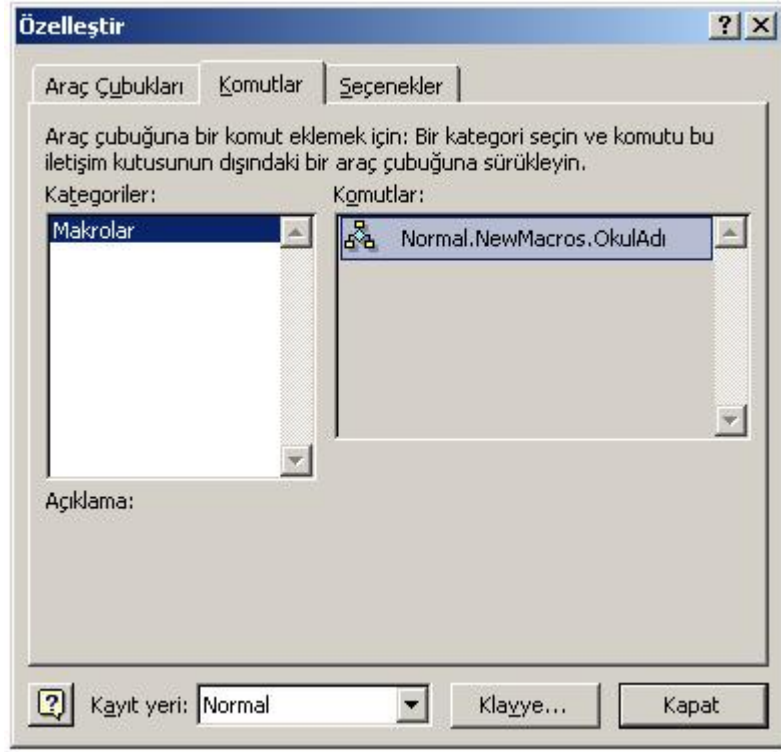 Özelleştir
Araç Çubukları Komutlar Seçenekler
Araç çubuğuna bir komut eklemek için: Bir kategori seçin ve komutu bu
iletişim kutusunun dışındaki bir araç çubuğuna sürükleyin.
Kategoriler: Komutlar:
Makrolar Normal.NewMacros.OkulAdı
Açıklama:
Kayıt yeri: Normal Klavye... Kapat